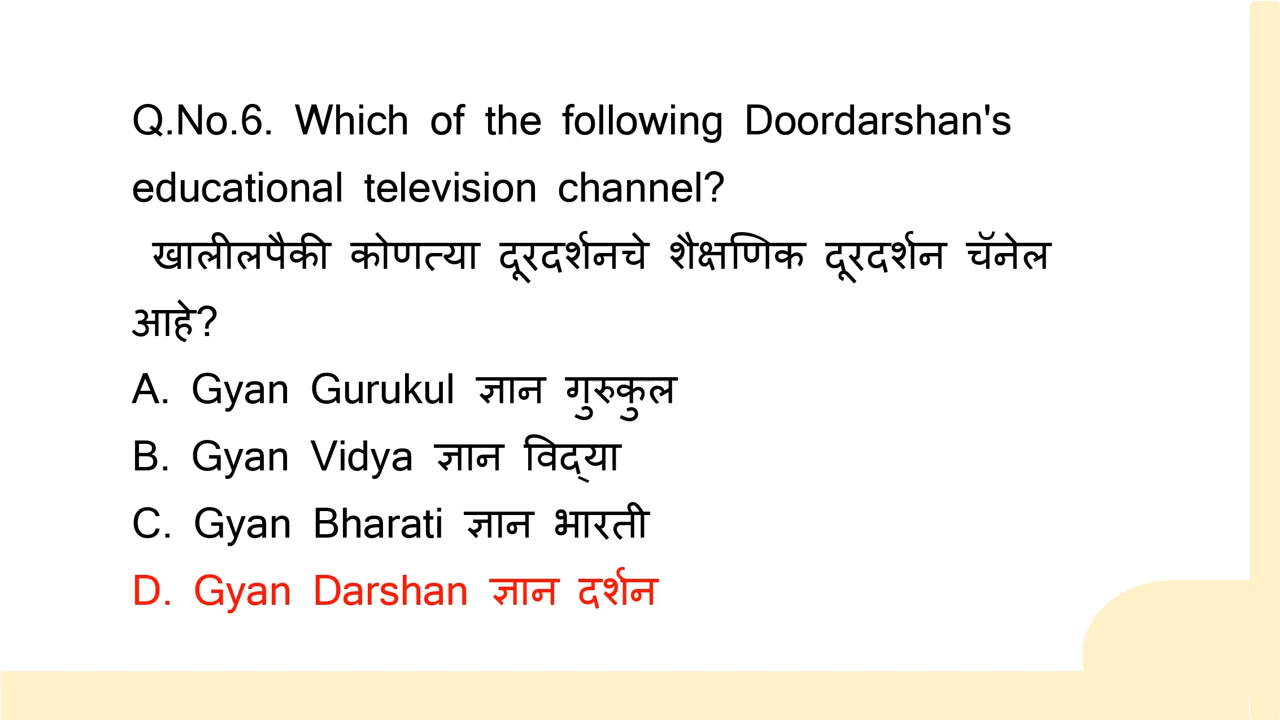 Q.No.6. Which of the following Doordarshan's
educational television channel?
खालीलपैकी कोणत्या दूरदर्शनचे शैक्षणिक दूरदर्शन चॅनेल
आहे?
A. Gyan Gurukul ज्ञान गुरुकुल
B. Gyan Vidya ज्ञान विद्‌या
C. Gyan Bharati ज्ञान भारती
D. Gyan Darshan ज्ञान दर्शन